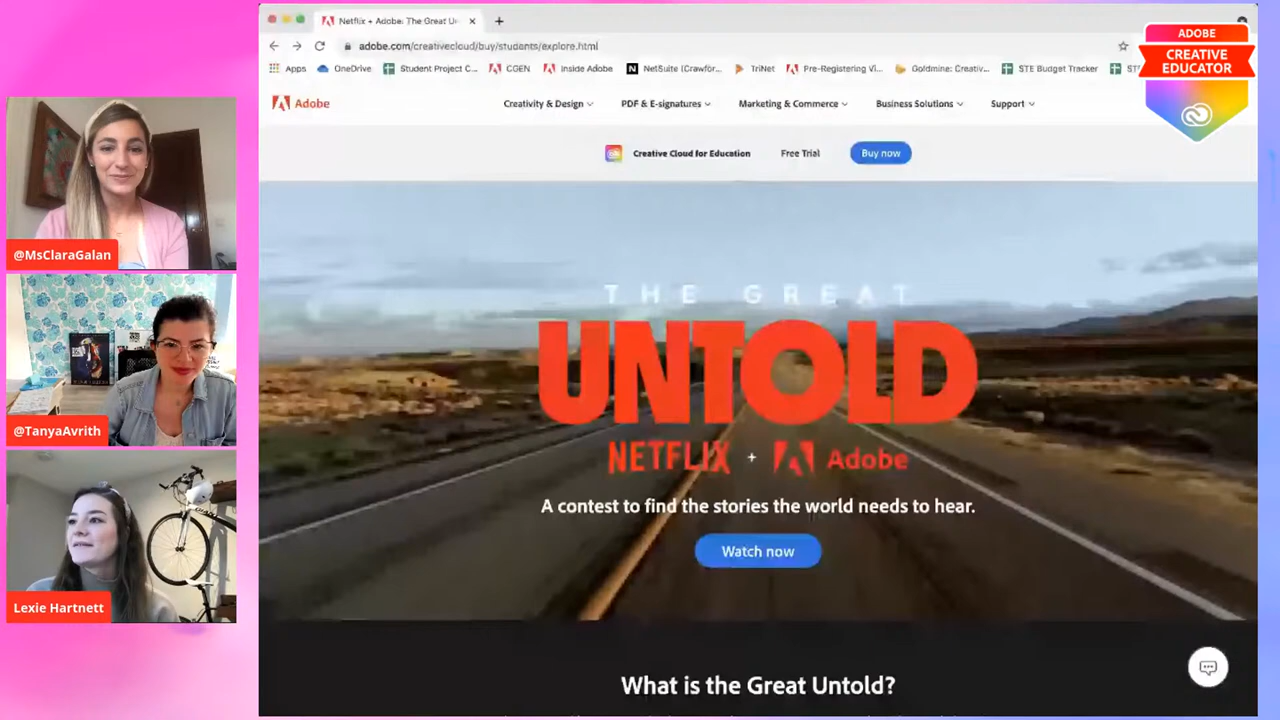 @MsClaraGalan
@TanyaAvrith
Lexie Hartnett
Netflix + Adobe: The Great U
adobe.com/creativecloud/buy/students/explore.html
Apps
OneDrive
Student Project C...
CGEN
Inside Adobe
NetSuite (Crawfor...
TriNet
Pre-Registering Vi...
Goldmine: Creativ...
STE Budget Tracker
ADOBE
CREATIVE
EDUCATOR
Adobe
Creativity & Design
PDF & E-signatures
Marketing & Commerce
Business Solutions
Support
Creative Cloud for Education
Free Trial
Buy now
THE GREAT
UNTOLD
NETFLIX + Adobe
A contest to find the stories the world needs to hear.
Watch now
What is the Great Untold?